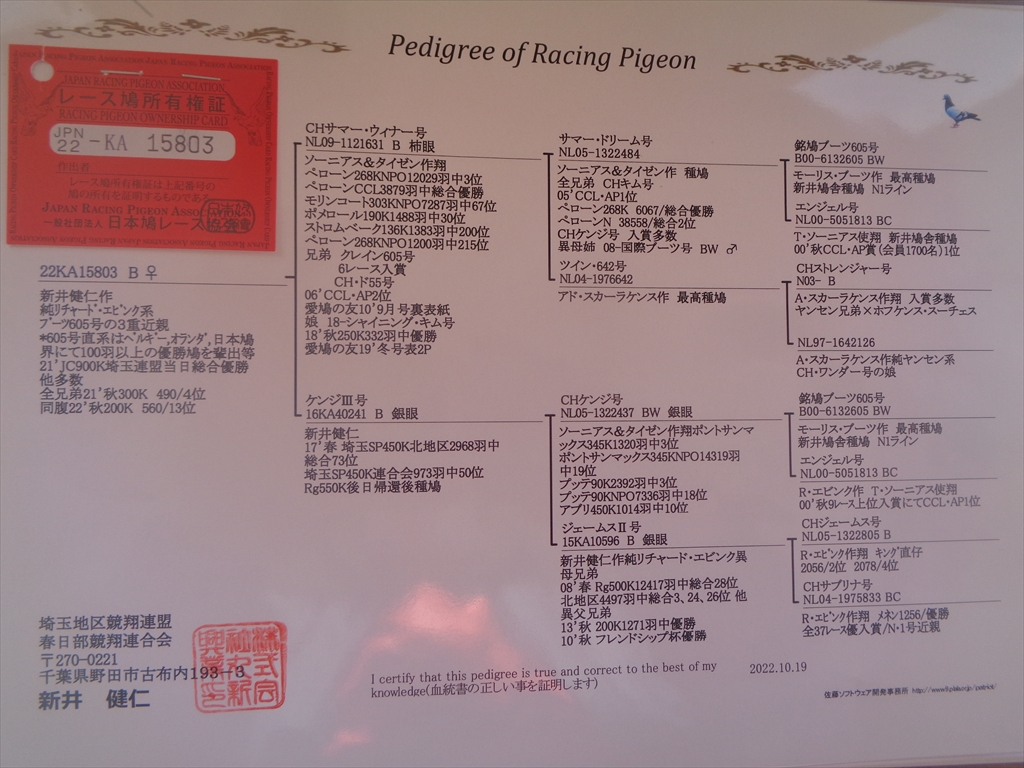 Pedigree of Racing Pigeon
JAPAN RACING PIGEON ASSOCIATION
レース鳩所有権証
RACING PIGEON OWNERSHIP CARD
JPN
22 -KA 15803
作出者
レース鳩所有権証は上記番号の
鳩の所有を証明するものである
JAPAN RACING PIGEON ASSOCIATION
一般社団法人 日本鳩レース協会
22KA15803 B ♀
新井健仁作
純リチャード・エピンク系
ブーツ605号の3重近親
*605号直系はベルギー,オランダ,日本鳩
界にて100羽以上の優勝鳩を輩出等
21'JC900K埼玉連盟当日総合優勝
他多数
全兄弟21'秋300K 490/4位
同腹22'秋200K 560/13位
CHサマー・ウィナー号
NL09-1121631 B 柿眼
ソーニアス&タイゼン作翔
ペローン268KNPO12029羽中3位
ペローンCCL3879羽中総合優勝
モリンコート303KNPO7287羽中67位
ポメロール190K1488羽中30位
ストロムベーク136K1383羽中200位
ペローン268KNPO1200羽中215位
兄弟 クレイン605号
6レース入賞
CH・ド55号
06'CCL・AP2位
愛鳩の友10'9月号裏表紙
娘 18-シャイニング・キム号
18'秋250K332羽中優勝
愛鳩の友19'冬号表2P
ケンジⅢ号
16KA40241 B 銀眼
新井健仁
17'春 埼玉SP450K北地区2968羽中
総合73位
埼玉SP450K連合会973羽中50位
Rg550K後日帰還後種鳩
サマー・ドリーム号
NL05-1322484
ソーニアス&タイゼン作 種鳩
全兄弟 CHキム号
05'CCL・AP1位
ペローン268K 6067/総合優勝
ペローンN 38558/総合2位
CHケンジ号 入賞多数
異母姉 08-国際ブーツ号 BW ♂
ツイン・642号
NL04-1976642
アド・スカーラケンス作 最高種鳩
CHケンジ号
NL05-1322437 BW 銀眼
ソーニアス&タイゼン作翔ポントサンマ
ックス345K1320羽中3位
ポントサンマックス345KNPO14319羽
中19位
プッテ90K2392羽中3位
プッテ90KNPO7336羽中18位
アブリ450K1014羽中10位
ジェームスⅡ号
15KA10596 B 銀眼
新井健仁作純リチャード・エピンク異
母兄弟
08'春 Rg500K12417羽中総合28位
北地区4497羽中総合3、24、26位 他
異父兄弟
13'秋 200K1271羽中優勝
10'秋 フレンドシップ杯優勝
銘鳩ブーツ605号
B00-6132605 BW
モーリス・ブーツ作 最高種鳩
新井鳩舎種鳩 N1ライン
エンジェル号
NL00-5051813 BC
T・ソーニアス使翔 新井鳩舎種鳩
00'秋CCL・AP賞(会員1700名)1位
CHストレンジャー号
N03- B
A・スカーラケンス作翔 入賞多数
ヤンセン兄弟×ホフケンス・スーチェス
NL97-1642126
A・スカーラケンス作純ヤンセン系
CH・ワンダー号の娘
銘鳩ブーツ605号
B00-6132605 BW
モーリス・ブーツ作 最高種鳩
新井鳩舎種鳩 N1ライン
エンジェル号
NL00-5051813 BC
R・エピンク作 T・ソーニアス使翔
00'秋9レース上位入賞にてCCL・AP1位
CHジェームス号
NL05-1322805 B
R・エピンク作翔 キング直仔
2056/2位 2078/4位
CHサブリナ号
NL04-1975833 BC
R・エピンク作翔 メネン1256/優勝
全37レース優入賞/N・1号近親
埼玉地区競翔連盟
春日部競翔連合会
〒270-0221
千葉県野田市古布内193-3
新井 健仁
I certify that this pedigree is true and correct to the best of my
knowledge(血統書の正しい事を証明します)
2022.10.19
佐藤ソフトウェア開発事務所